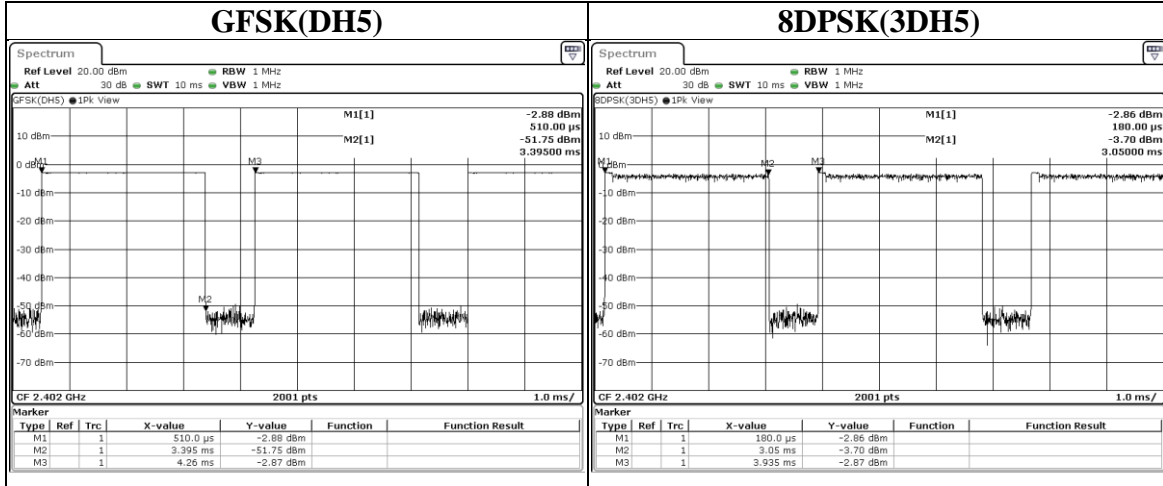 GFSK(DH5)
Spectrum
Ref Level 20.00 dBm RBW 1 MHz
Att 30 dB SWT 10 ms VBW 1 MHz
GFSK(DH5) 1Pk View
M1[1] -2.88 dBm
510.00 µs
M2[1] -51.75 dBm
3.39500 ms
10 dBm
0 dBm
M1
M3
-10 dBm
-20 dBm
-30 dBm
-40 dBm
-50 dBm
M2
-60 dBm
-70 dBm
CF 2.402 GHz 2001 pts 1.0 ms/
Marker
Type Ref Trc X-value Y-value Function Function Result
M1 1 510.0 µs -2.88 dBm
M2 1 3.395 ms -51.75 dBm
M3 1 4.26 ms -2.87 dBm
8DPSK(3DH5)
Spectrum
Ref Level 20.00 dBm RBW 1 MHz
Att 30 dB SWT 10 ms VBW 1 MHz
8DPSK(3DH5) 1Pk View
M1[1] -2.86 dBm
180.00 µs
M2[1] -3.70 dBm
3.05000 ms
10 dBm
0 dBm
M1
M2
M3
-10 dBm
-20 dBm
-30 dBm
-40 dBm
-50 dBm
-60 dBm
-70 dBm
CF 2.402 GHz 2001 pts 1.0 ms/
Marker
Type Ref Trc X-value Y-value Function Function Result
M1 1 180.0 µs -2.86 dBm
M2 1 3.05 ms -3.70 dBm
M3 1 3.935 ms -2.87 dBm